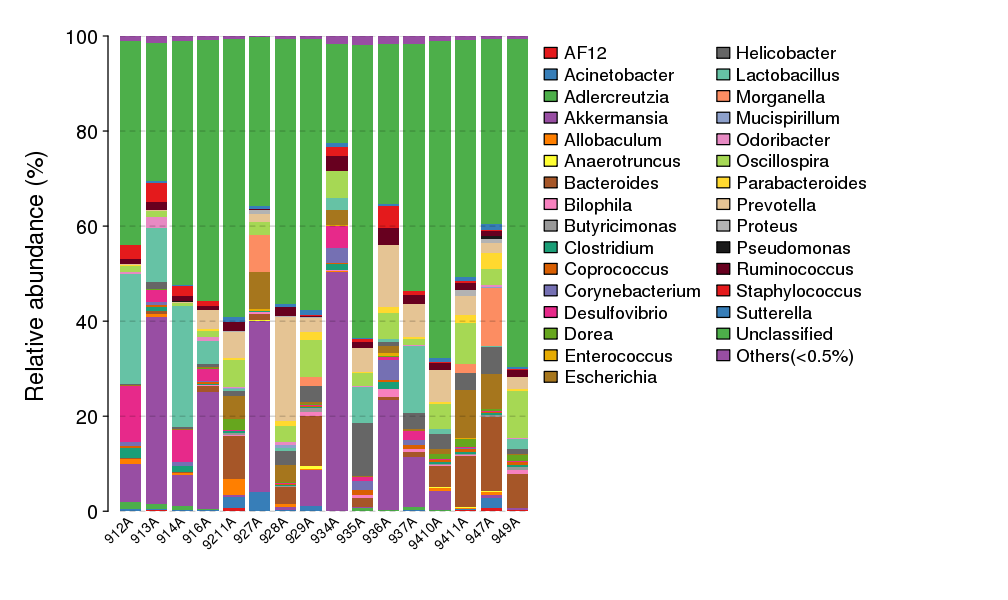 100
80
60
40
20
0
Relative abundance (%)
912A
913A
914A
916A
9211A
927A
928A
929A
934A
935A
936A
937A
9410A
9411A
947A
949A
AF12
Acinetobacter
Adlercreutzia
Akkermansia
Allobaculum
Anaerotruncus
Bacteroides
Bilophila
Butyricimonas
Clostridium
Coprococcus
Corynebacterium
Desulfovibrio
Dorea
Enterococcus
Escherichia
Helicobacter
Lactobacillus
Morganella
Mucispirillum
Odoribacter
Oscillospira
Parabacteroides
Prevotella
Proteus
Pseudomonas
Ruminococcus
Staphylococcus
Sutterella
Unclassified
Others(<0.5%)